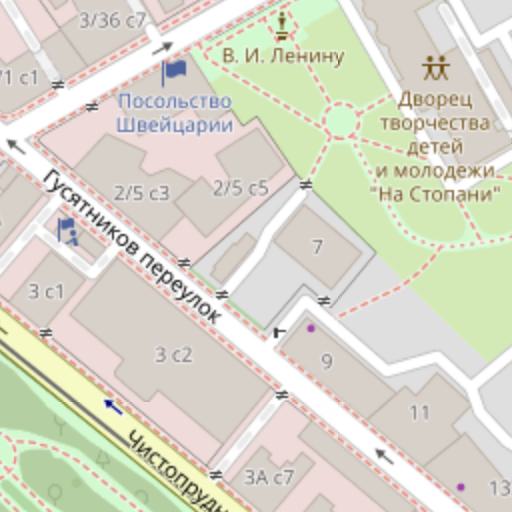 3/36 с7
В. И. Ленину
/1 с1
Посольство
Швейцарии
Дворец
творчества
детей
и молодежи
"На Стопани"
2/5 с3
2/5 с5
Гусятников переулок
7
3 с1
3 с2
9
11
13
3А с7
Чистопрудн